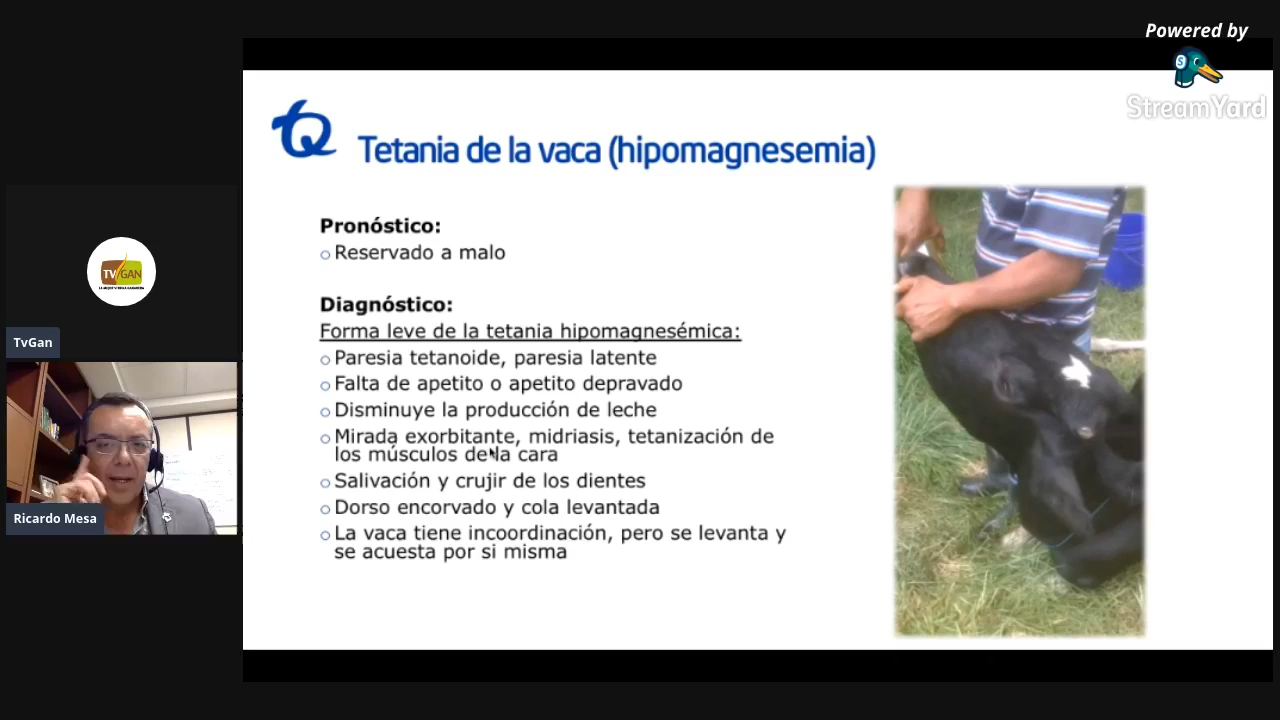 Powered by
StreamYard
tQ
Tetania de la vaca (hipomagnesemia)
Pronóstico:
Reservado a malo
Diagnóstico:
Forma leve de la tetania hipomagnesémica:
Paresia tetanoide, paresia latente
Falta de apetito o apetito depravado
Disminuye la producción de leche
Mirada exorbitante, midriasis, tetanización de
los músculos de la cara
Salivación y crujir de los dientes
Dorso encorvado y cola levantada
La vaca tiene incoordinación, pero se levanta y
se acuesta por si misma
TV GAN
TvGan
Ricardo Mesa